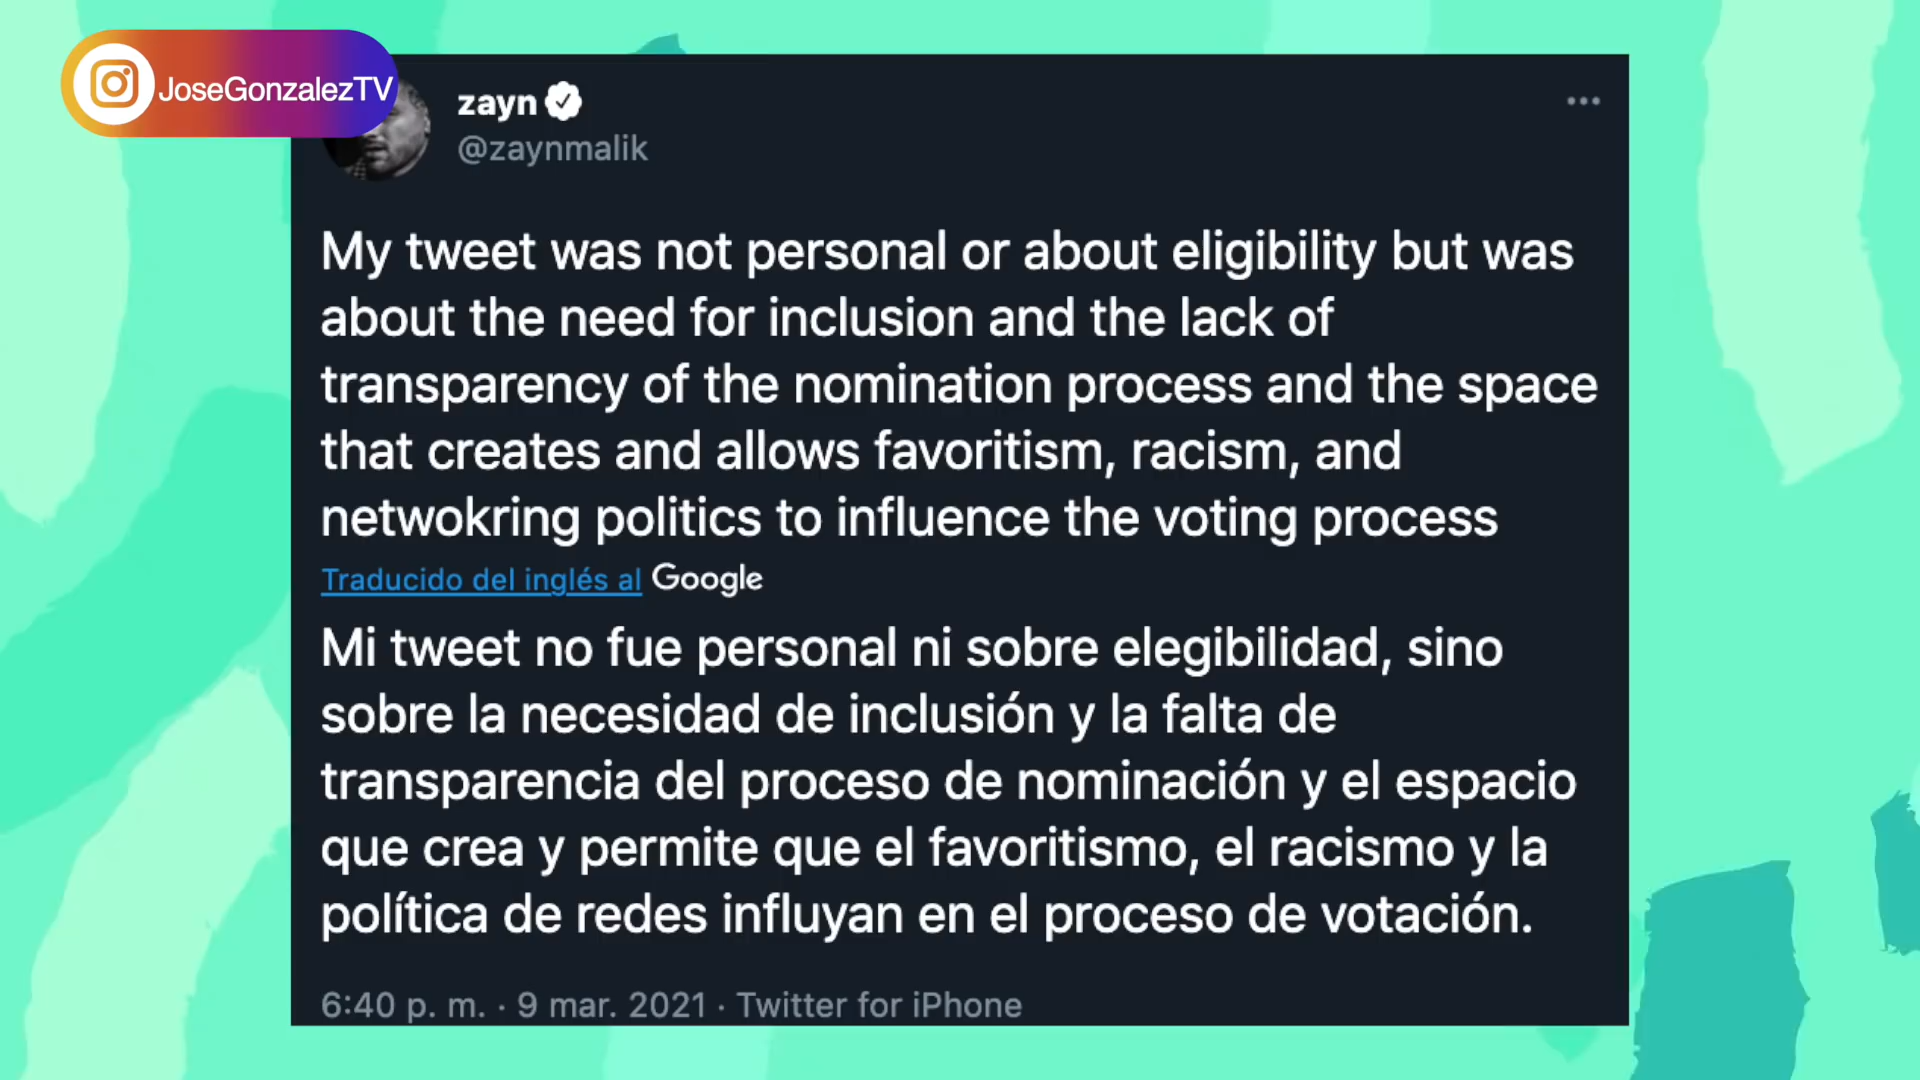 JoseGonzalezTV
zayn
@zaynmalik
My tweet was not personal or about eligibility but was
about the need for inclusion and the lack of
transparency of the nomination process and the space
that creates and allows favoritism, racism, and
netwokring politics to influence the voting process
Traducido del inglés al Google
Mi tweet no fue personal ni sobre elegibilidad, sino
sobre la necesidad de inclusión y la falta de
transparencia del proceso de nominación y el espacio
que crea y permite que el favoritismo, el racismo y la
política de redes influyan en el proceso de votación.
6:40 p. m. · 9 mar. 2021 · Twitter for iPhone